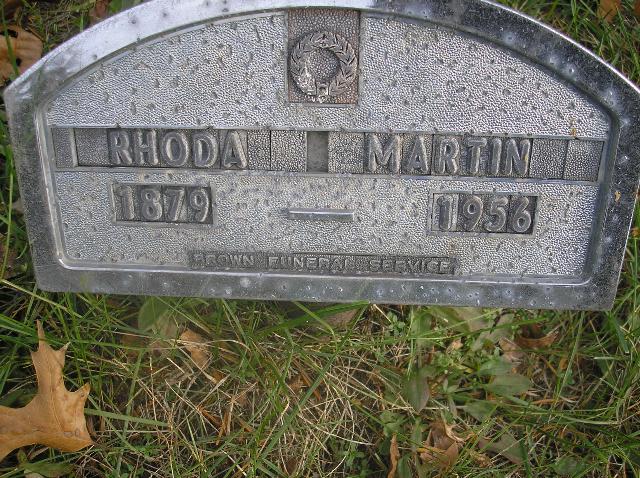 RHODA MARTIN
1879 — 1956
BROWN FUNERAL SERVICE